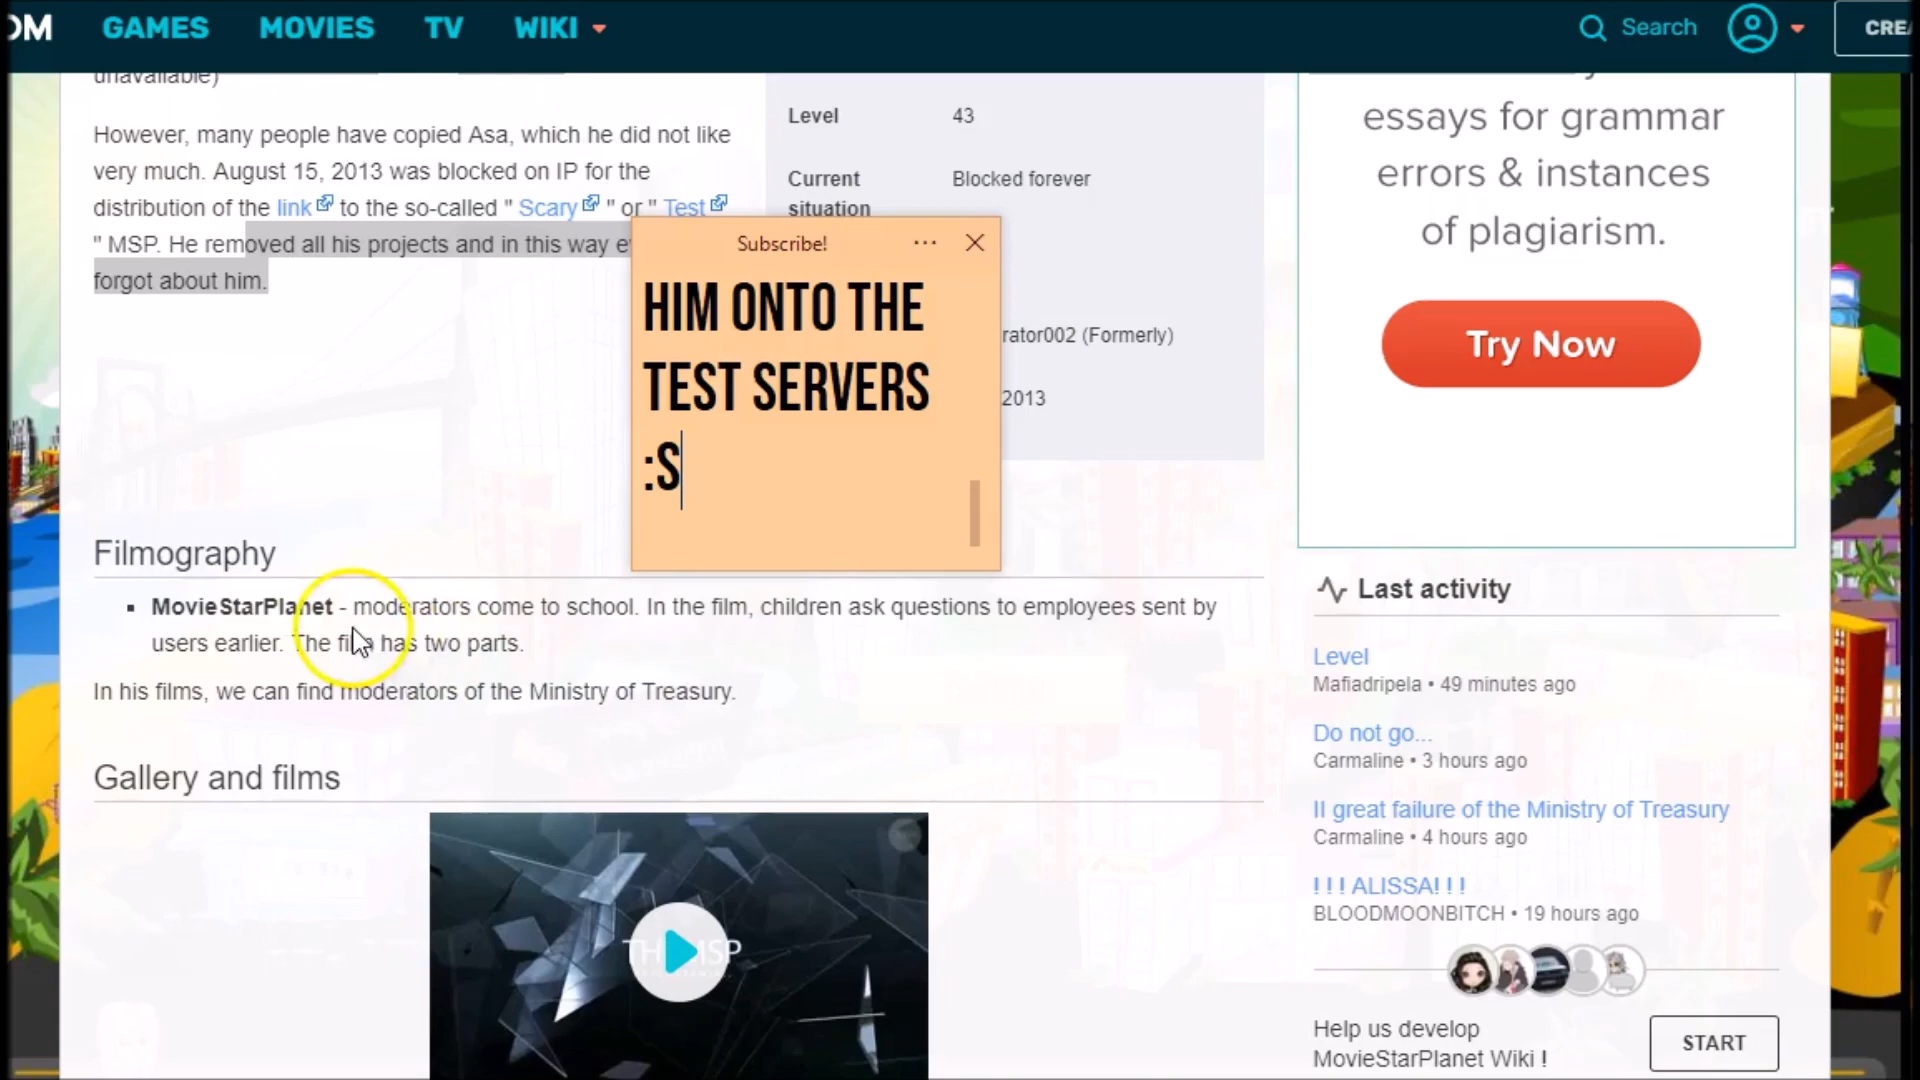 OM GAMES MOVIES TV WIKI Search CREA
unavailable)
However, many people have copied Asa, which he did not like
very much. August 15, 2013 was blocked on IP for the
distribution of the link to the so-called " Scary " or " Test
" MSP. He removed all his projects and in this way ev
forgot about him.
Level 43
Current
situation
Blocked forever
rator002 (Formerly)
2013
Subscribe!
HIM ONTO THE
TEST SERVERS
:S
essays for grammar
errors & instances
of plagiarism.
Try Now
Filmography
MovieStarPlanet - moderators come to school. In the film, children ask questions to employees sent by
users earlier. The film has two parts.
In his films, we can find moderators of the Ministry of Treasury.
Gallery and films
Last activity
Level
Mafiadripela • 49 minutes ago
Do not go...
Carmaline • 3 hours ago
II great failure of the Ministry of Treasury
Carmaline • 4 hours ago
! ! ! ALISSA! ! !
BLOODMOONBITCH • 19 hours ago
Help us develop
MovieStarPlanet Wiki !
START